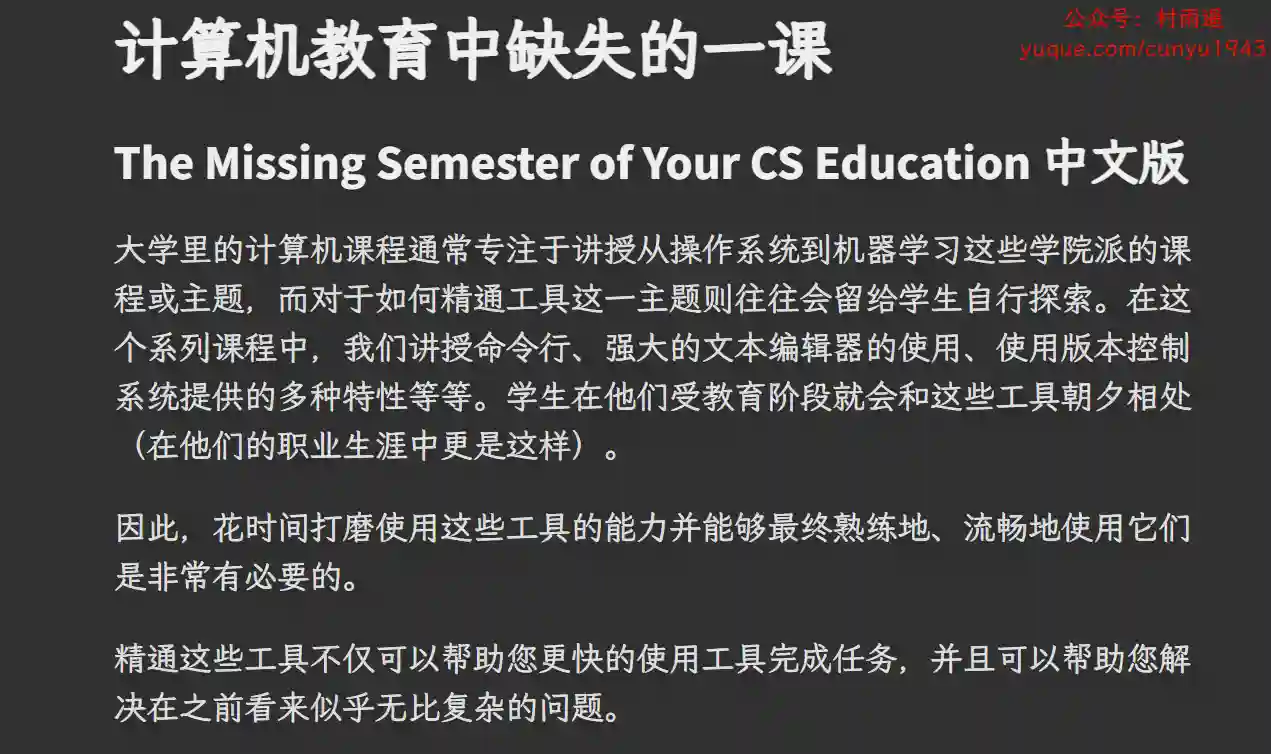 公众号：村雨遥
yuque.com/cunyu1943
计算机教育中缺失的一课
The Missing Semester of Your CS Education 中文版
大学里的计算机课程通常专注于讲授从操作系统到机器学习这些学院派的课
程或主题，而对于如何精通工具这一主题则往往会留给学生自行探索。在这
个系列课程中，我们讲授命令行、强大的文本编辑器的使用、使用版本控制
系统提供的多种特性等等。学生在他们受教育阶段就会和这些工具朝夕相处
（在他们的职业生涯中更是这样）。
因此，花时间打磨使用这些工具的能力并能够最终熟练地、流畅地使用它们
是非常有必要的。
精通这些工具不仅可以帮助您更快的使用工具完成任务，并且可以帮助您解
决在之前看来似乎无比复杂的问题。